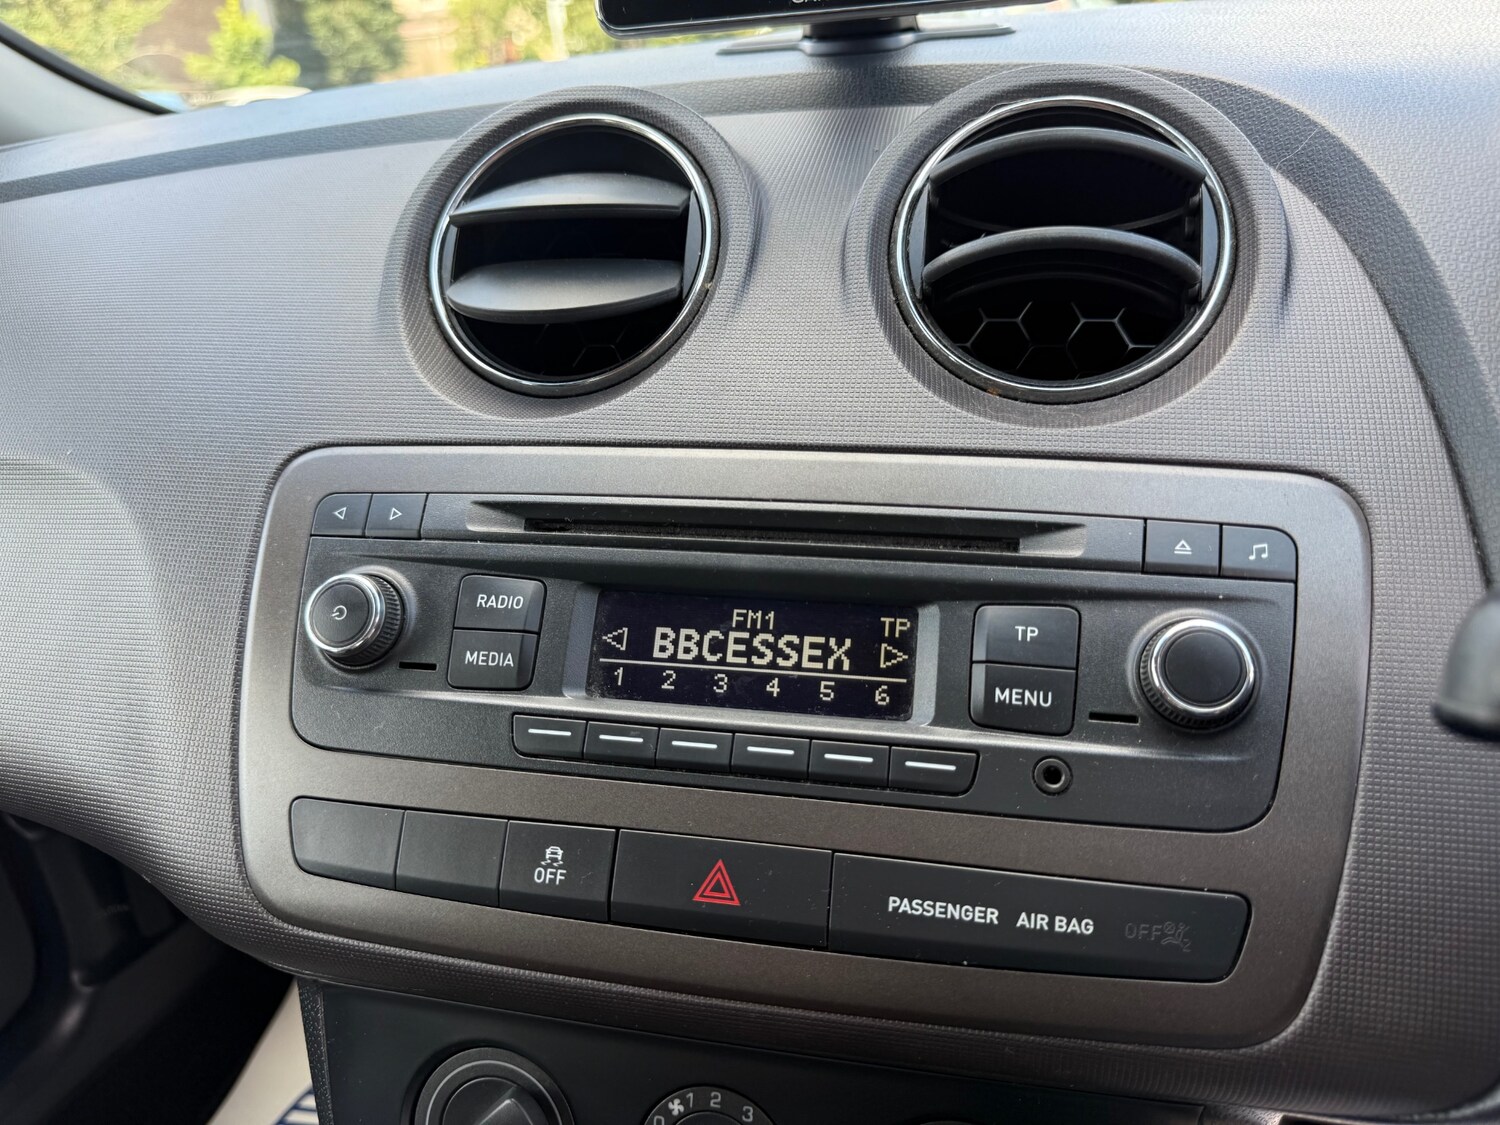 RADIO
MEDIA
FM1
TP
BBCESSEX
1 2 3 4 5 6
TP
MENU
OFF
PASSENGER AIR BAG OFF
0 1 2 3